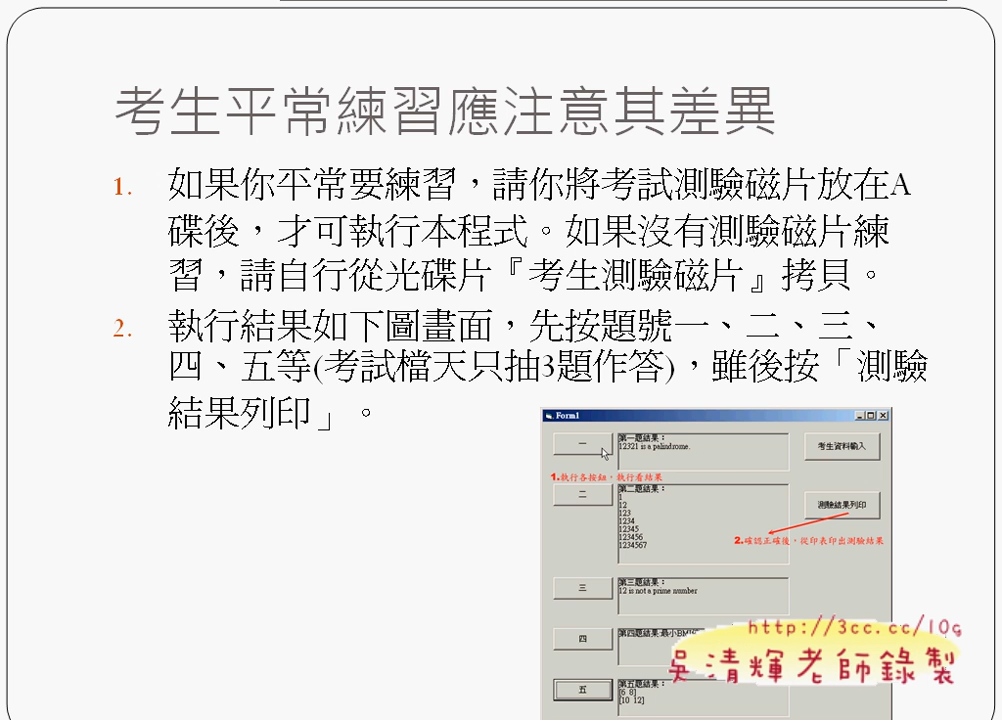 考生平常練習應注意其差異
1. 如果你平常要練習，請你將考試測驗磁片放在A
碟後，才可執行本程式。如果沒有測驗磁片練
習，請自行從光碟片『考生測驗磁片』拷貝。
2. 執行結果如下圖畫面，先按題號一、二、三、
四、五等(考試檔天只抽3題作答)，雖後按「測驗
結果列印」。
Form1
一
第一題結果：
12321 is a palindrome.
考生資料輸入
1.執行各按鈕，執行看結果
二
第二題結果：
1
12
123
1234
12345
123456
1234567
測驗結果列印
2.確認正確後，從印表印出測驗結果
三
第三題結果：
12 is not a prime number
四
第四題結果:最小BMI
http://3cc.cc/10g
吳清輝老師錄製
五
第五題結果：
[6 8]
[10 12]